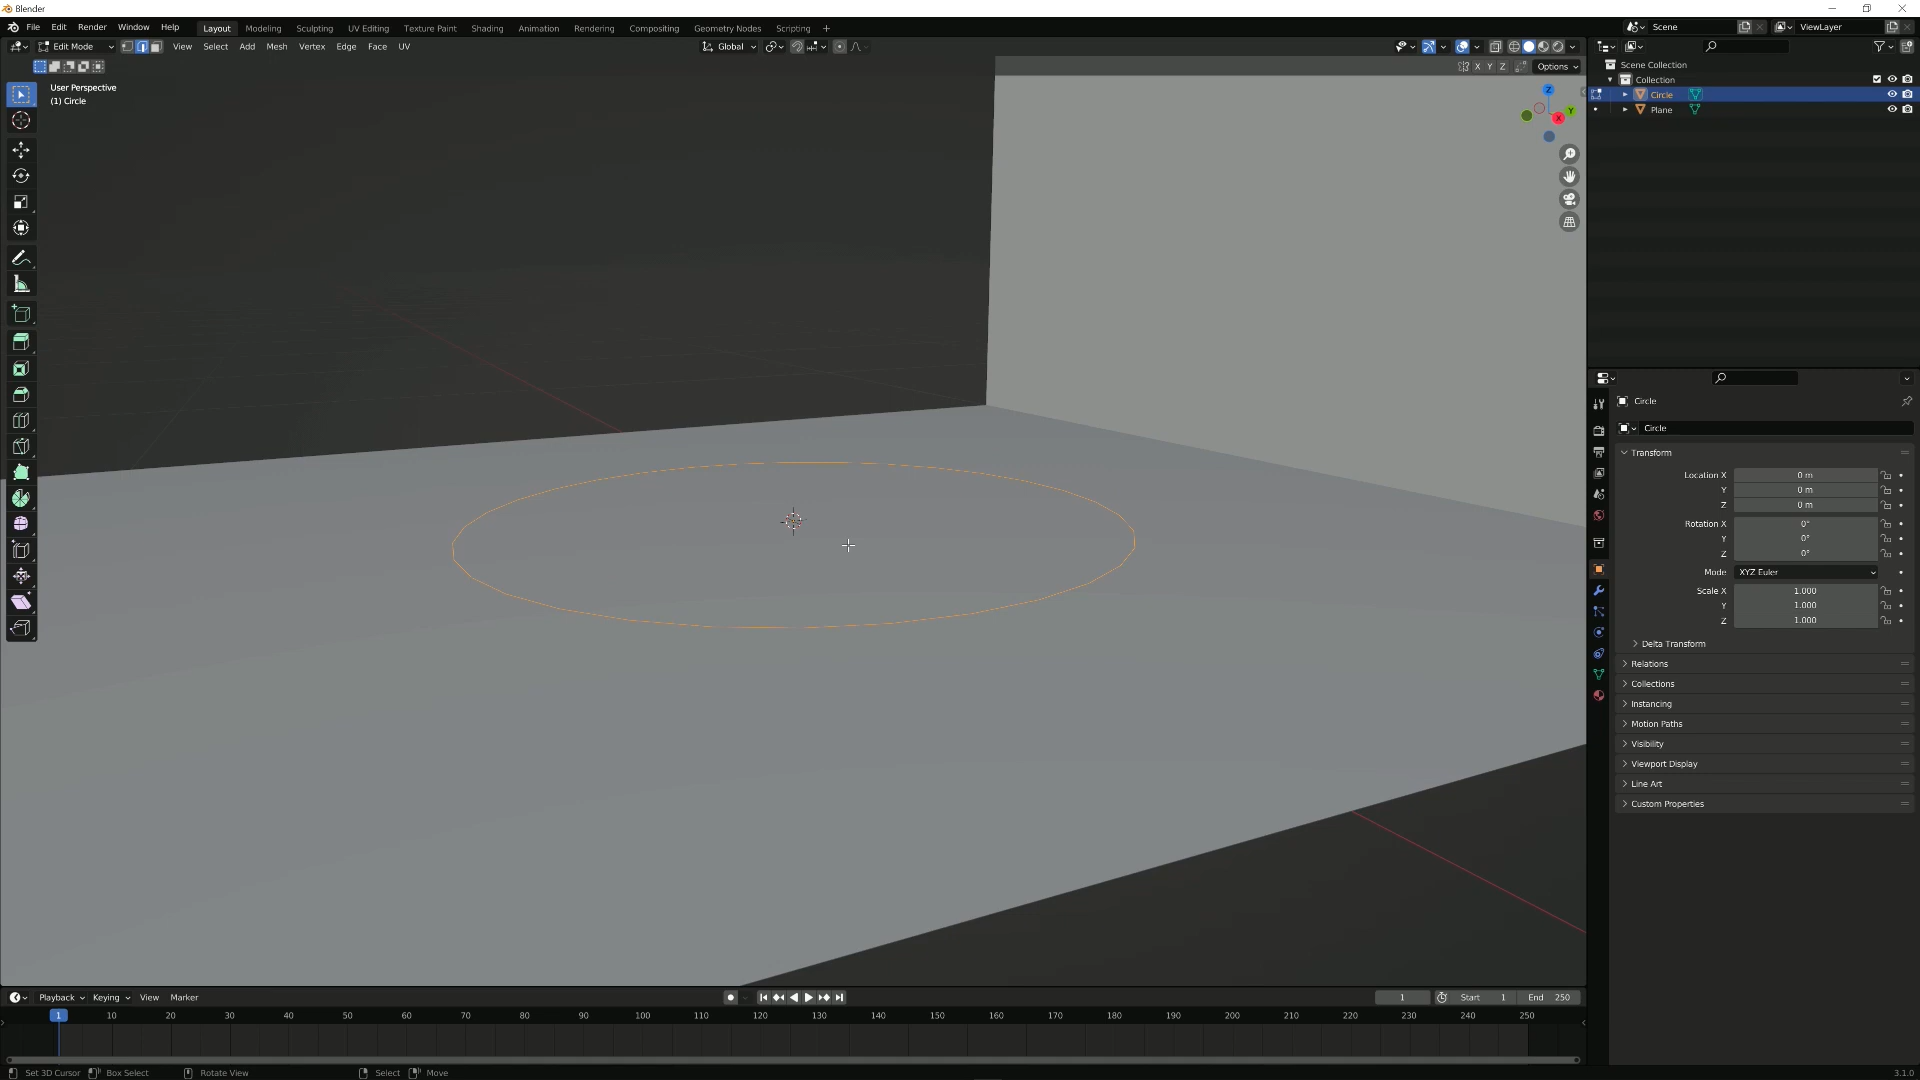 Blender
File Edit Window Render Help Layout Modeling Sculpting UV Editing Texture Paint Shading Animation Rendering Compositing Geometry Nodes Scripting + Scene ViewLayer
Edit Mode View Select Add Mesh Vertex Edge Face UV Global
X Y Z Options
User Perspective
(1) Circle
Z
Y
X
Scene Collection
Collection
Circle
Plane
Circle
Circle
Transform
Location X 0 m
Y 0 m
Z 0 m
Rotation X 0°
Y 0°
Z 0°
Mode XYZ Euler
Scale X 1.000
Y 1.000
Z 1.000
Delta Transform
Relations
Collections
Instancing
Motion Paths
Visibility
Viewport Display
Line Art
Custom Properties
Playback Keying View Marker 1 Start 1 End 250
1 10 20 30 40 50 60 70 80 90 100 110 120 130 140 150 160 170 180 190 200 210 220 230 240 250
Set 3D Cursor Box Select Rotate View Select Move 3.1.0